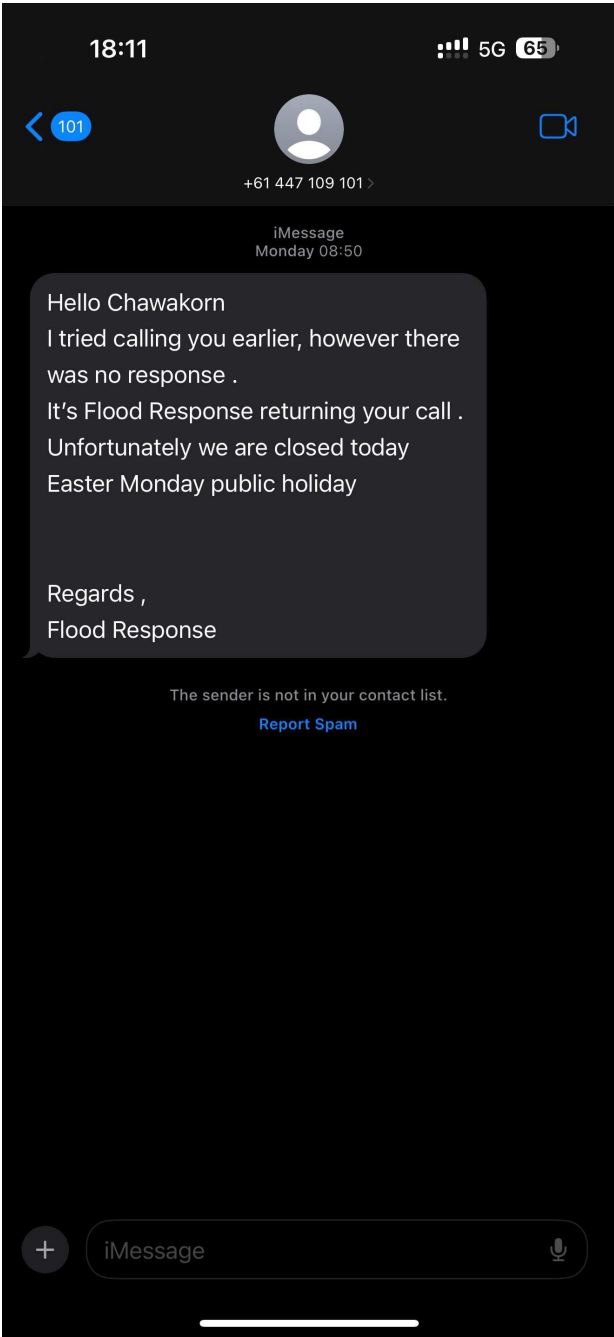 18:11
5G 65
101
+61 447 109 101
iMessage
Monday 08:50
Hello Chawakorn
I tried calling you earlier, however there
was no response .
It’s Flood Response returning your call .
Unfortunately we are closed today
Easter Monday public holiday
Regards ,
Flood Response
The sender is not in your contact list.
Report Spam
iMessage